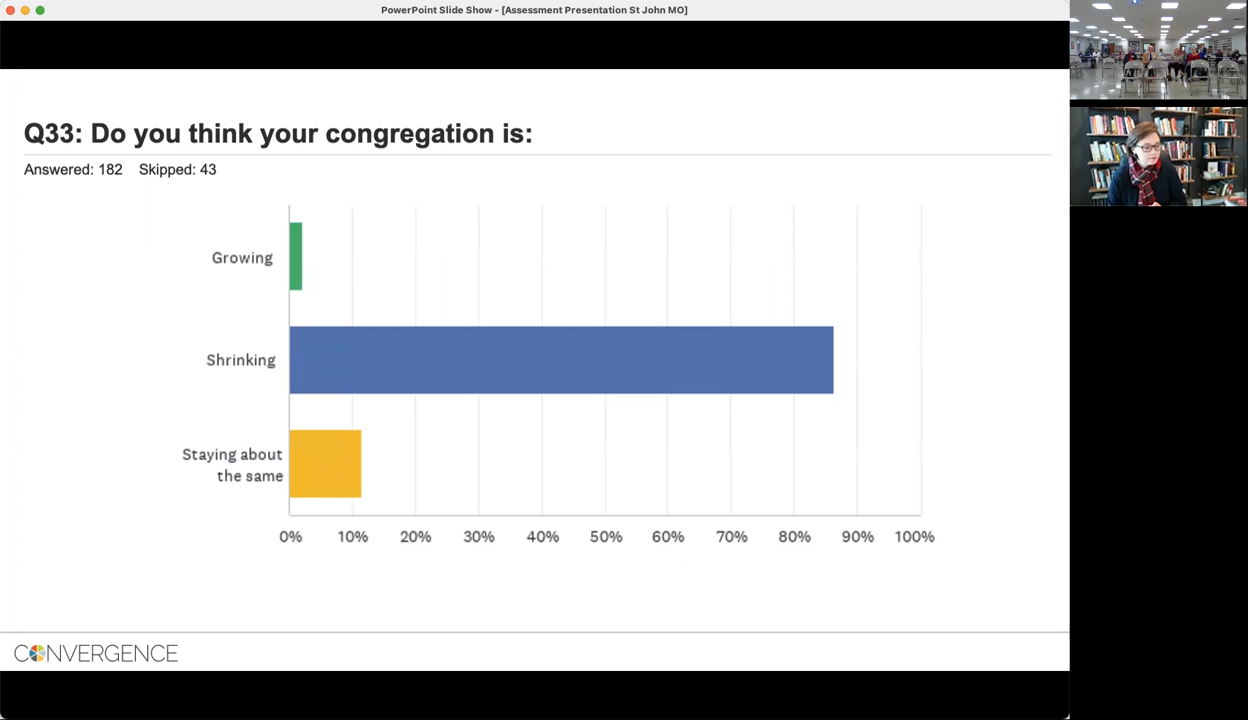 PowerPoint Slide Show - [Assessment Presentation St John MO]
Q33: Do you think your congregation is:
Answered: 182 Skipped: 43
Growing
Shrinking
Staying about
the same
0% 10% 20% 30% 40% 50% 60% 70% 80% 90% 100%
CONVERGENCE